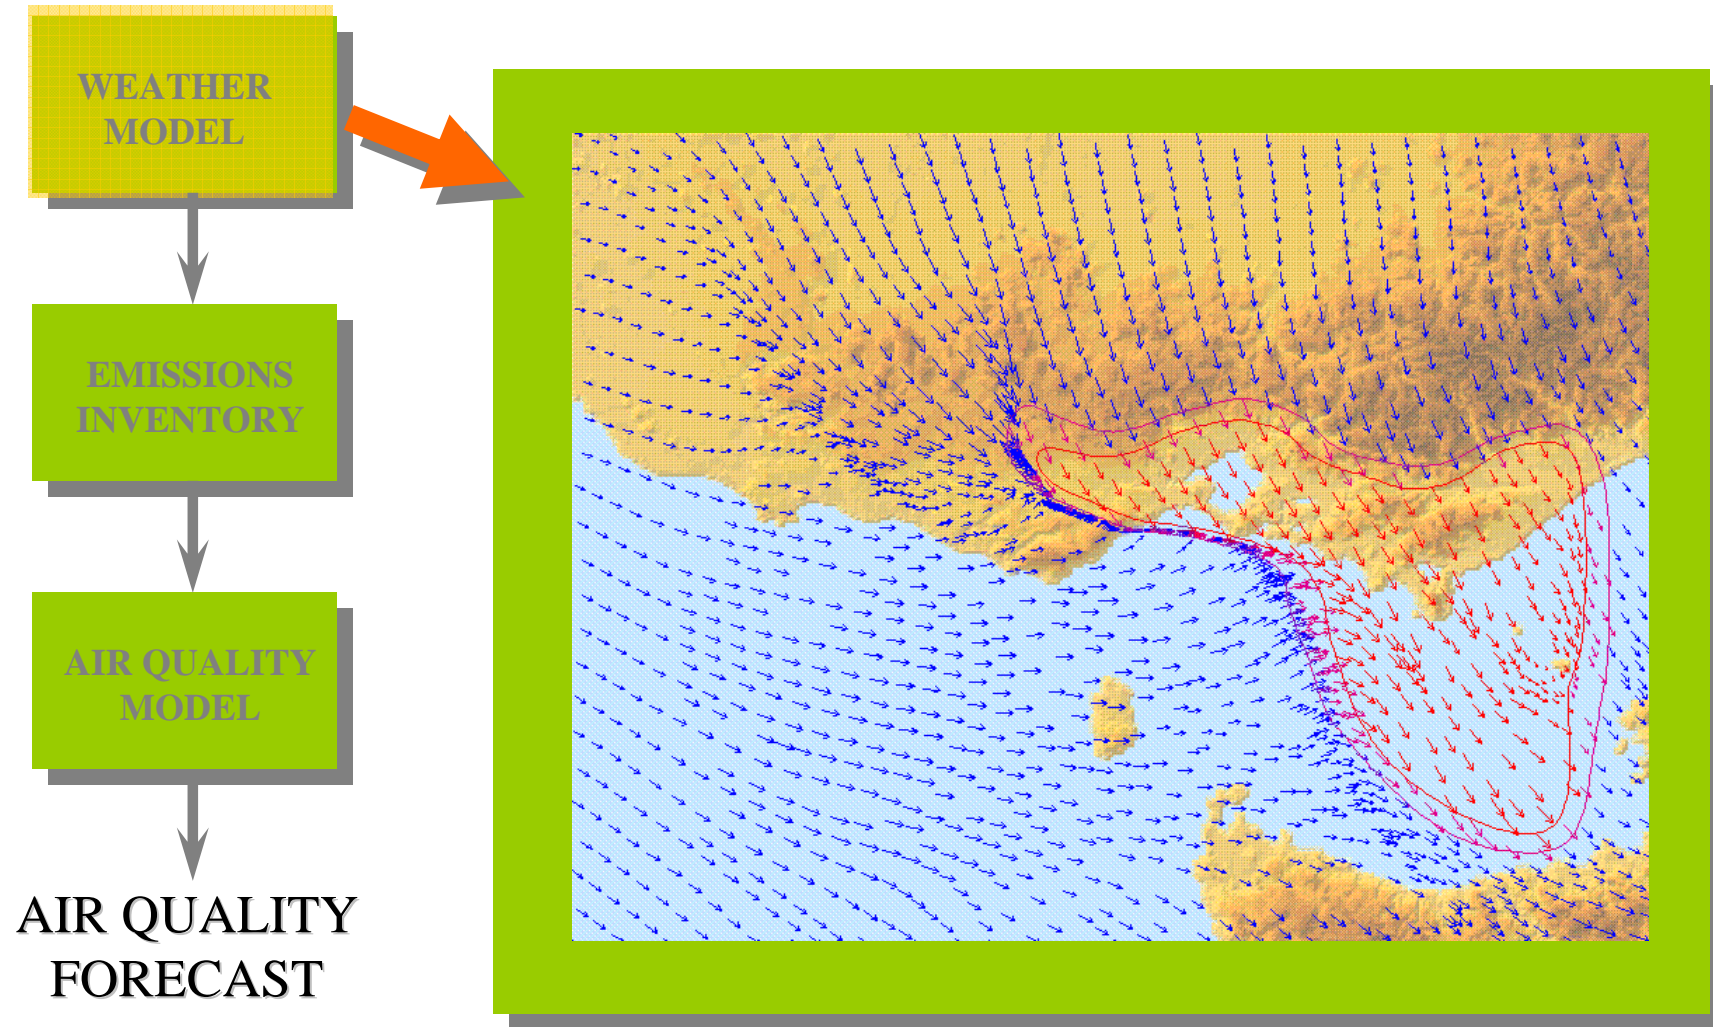 WEATHER
MODEL
EMISSIONS
INVENTORY
AIR QUALITY
MODEL
AIR QUALITY
FORECAST